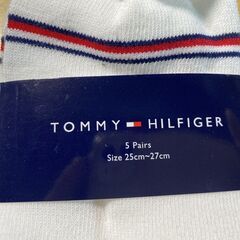 TOMMY HILFIGER
5 Pairs
Size 25cm~27cm